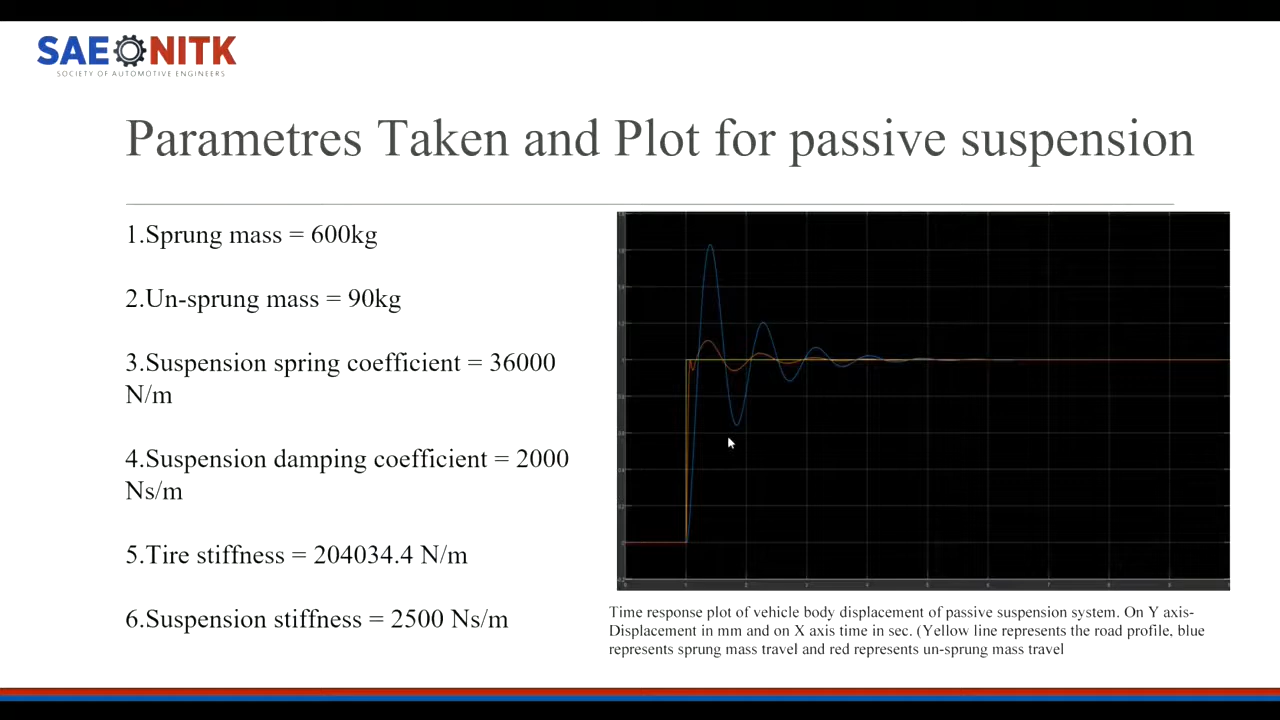 SAE NITK
SOCIETY OF AUTOMOTIVE ENGINEERS
Parametres Taken and Plot for passive suspension
1.Sprung mass = 600kg
2.Un-sprung mass = 90kg
3.Suspension spring coefficient = 36000
N/m
4.Suspension damping coefficient = 2000
Ns/m
5.Tire stiffness = 204034.4 N/m
6.Suspension stiffness = 2500 Ns/m
Time response plot of vehicle body displacement of passive suspension system. On Y axis-
Displacement in mm and on X axis time in sec. (Yellow line represents the road profile, blue
represents sprung mass travel and red represents un-sprung mass travel